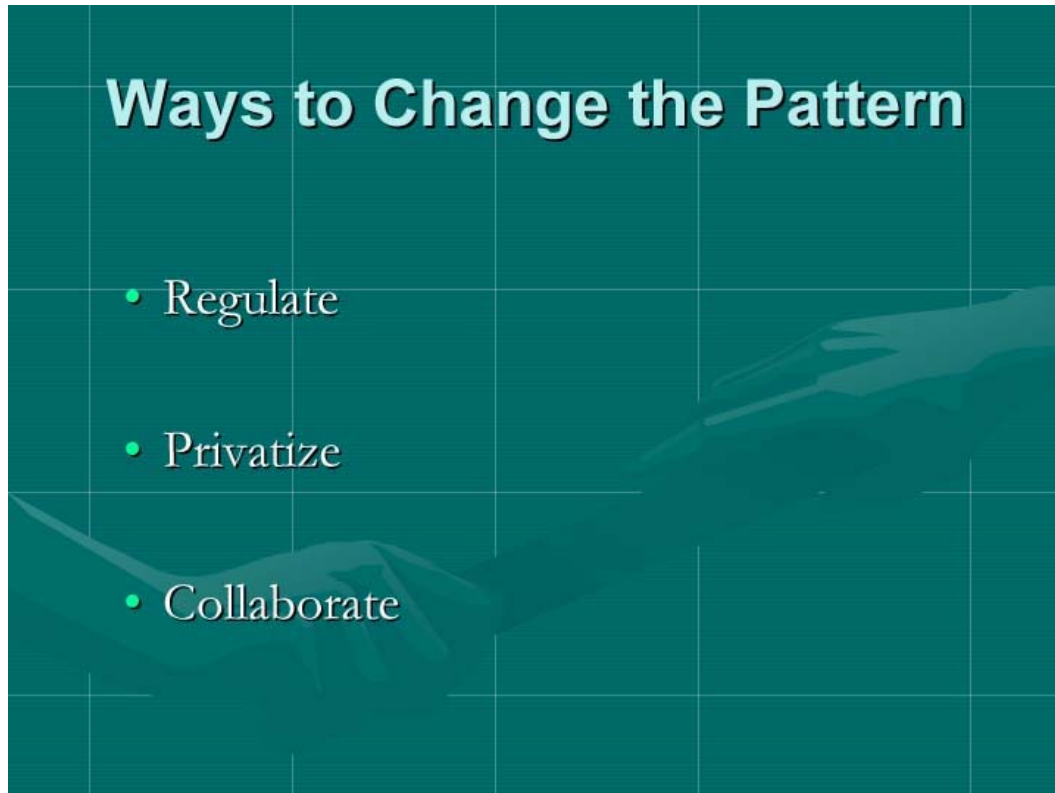 Ways to Change the Pattern
• Regulate
• Privatize
• Collaborate